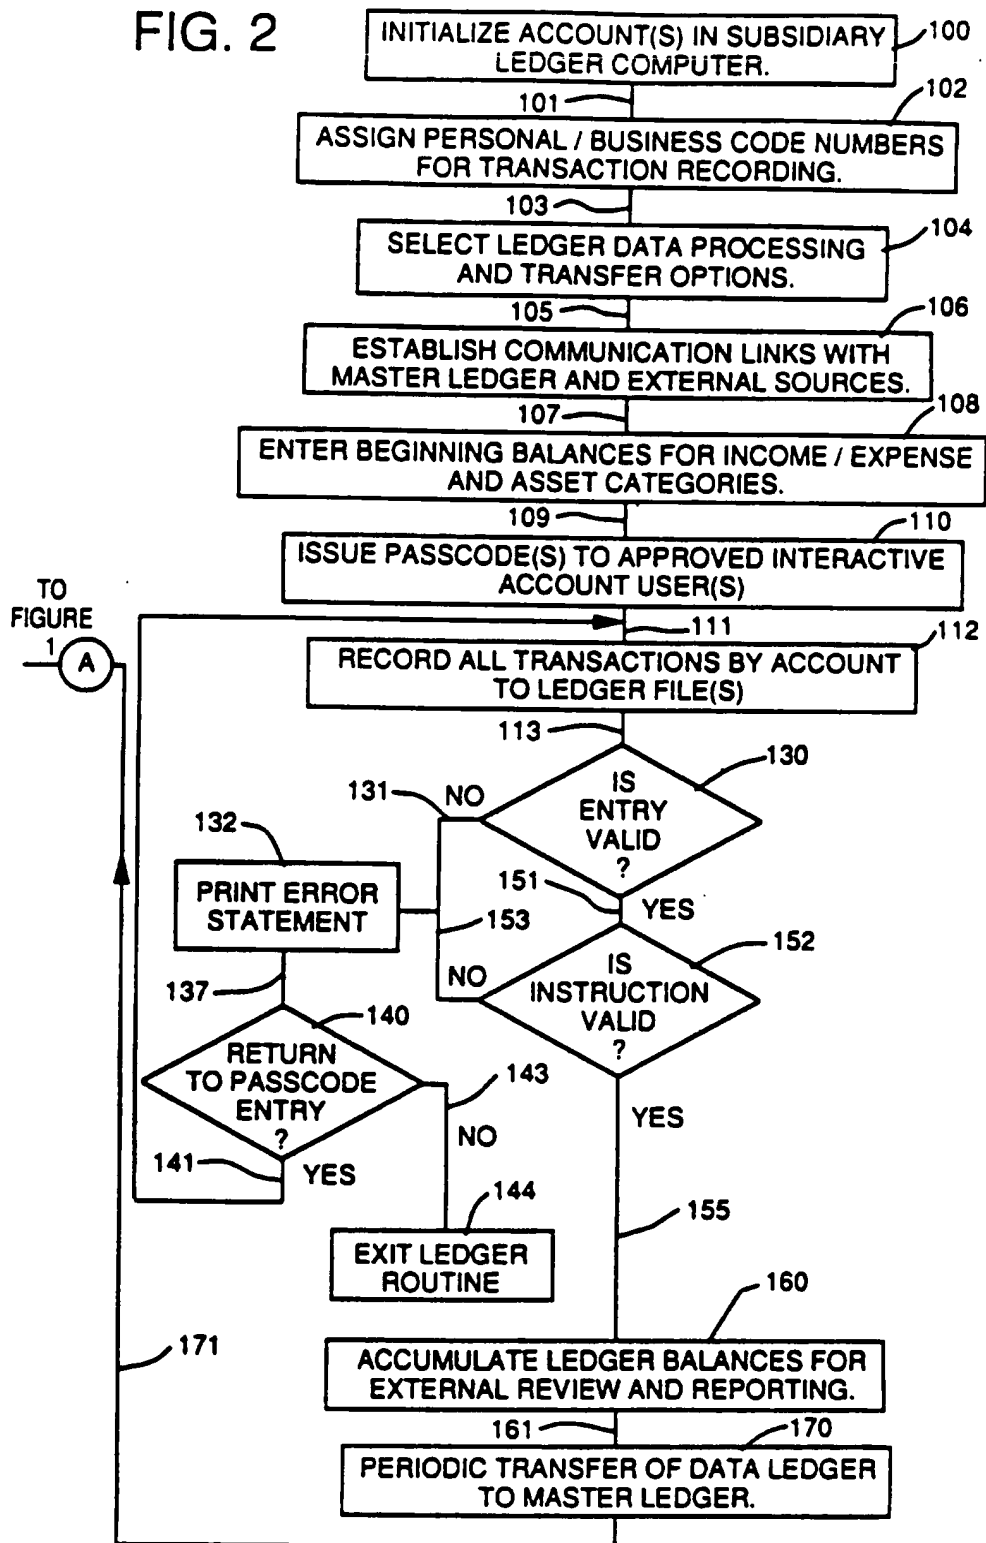 FIG. 2
INITIALIZE ACCOUNT(S) IN SUBSIDIARY
LEDGER COMPUTER.
100
101
102
ASSIGN PERSONAL / BUSINESS CODE NUMBERS
FOR TRANSACTION RECORDING.
103
104
SELECT LEDGER DATA PROCESSING
AND TRANSFER OPTIONS.
105
106
ESTABLISH COMMUNICATION LINKS WITH
MASTER LEDGER AND EXTERNAL SOURCES.
107
108
ENTER BEGINNING BALANCES FOR INCOME / EXPENSE
AND ASSET CATEGORIES.
109
110
ISSUE PASSCODE(S) TO APPROVED INTERACTIVE
ACCOUNT USER(S)
TO
FIGURE
1
A
111
112
RECORD ALL TRANSACTIONS BY ACCOUNT
TO LEDGER FILE(S)
113
130
IS
ENTRY
VALID
?
131
NO
132
PRINT ERROR
STATEMENT
151
YES
153
152
NO
IS
INSTRUCTION
VALID
?
137
140
RETURN
TO PASSCODE
ENTRY
?
143
NO
YES
141
YES
144
EXIT LEDGER
ROUTINE
155
160
171
ACCUMULATE LEDGER BALANCES FOR
EXTERNAL REVIEW AND REPORTING.
161
170
PERIODIC TRANSFER OF DATA LEDGER
TO MASTER LEDGER.